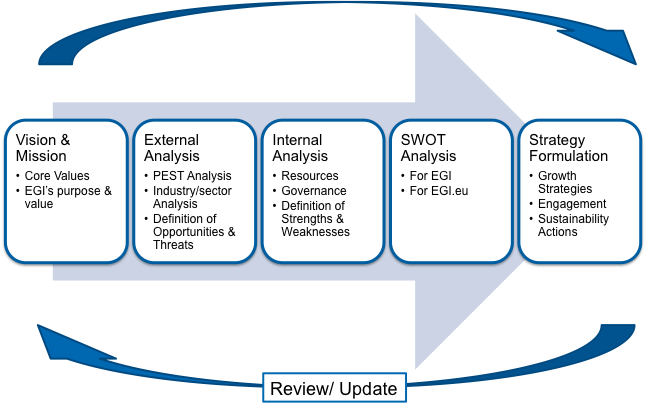 Vision &
Mission
• Core Values
• EGI's purpose &
value
External
Analysis
• PEST Analysis
• Industry/sector
Analysis
• Definition of
Opportunities &
Threats
Internal
Analysis
• Resources
• Governance
• Definition of
Strengths &
Weaknesses
SWOT
Analysis
• For EGI
• For EGI.eu
Strategy
Formulation
• Growth
Strategies
• Engagement
• Sustainability
Actions
Review/ Update